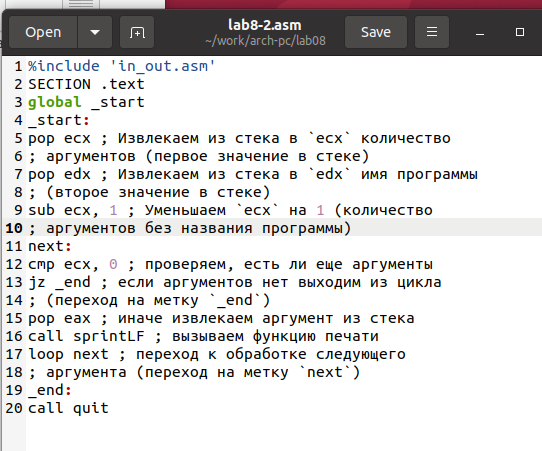 Open
lab8-2.asm
~/work/arch-pc/lab08
Save
1 %include 'in_out.asm'
2 SECTION .text
3 global _start
4 _start:
5 pop ecx ; Извлекаем из стека в `ecx` количество
6 ; аргументов (первое значение в стеке)
7 pop edx ; Извлекаем из стека в `edx` имя программы
8 ; (второе значение в стеке)
9 sub ecx, 1 ; Уменьшаем `ecx` на 1 (количество
10 ; аргументов без названия программы)
11 next:
12 cmp ecx, 0 ; проверяем, есть ли еще аргументы
13 jz _end ; если аргументов нет выходим из цикла
14 ; (переход на метку `_end`)
15 pop eax ; иначе извлекаем аргумент из стека
16 call sprintLF ; вызываем функцию печати
17 loop next ; переход к обработке следующего
18 ; аргумента (переход на метку `next`)
19 _end:
20 call quit